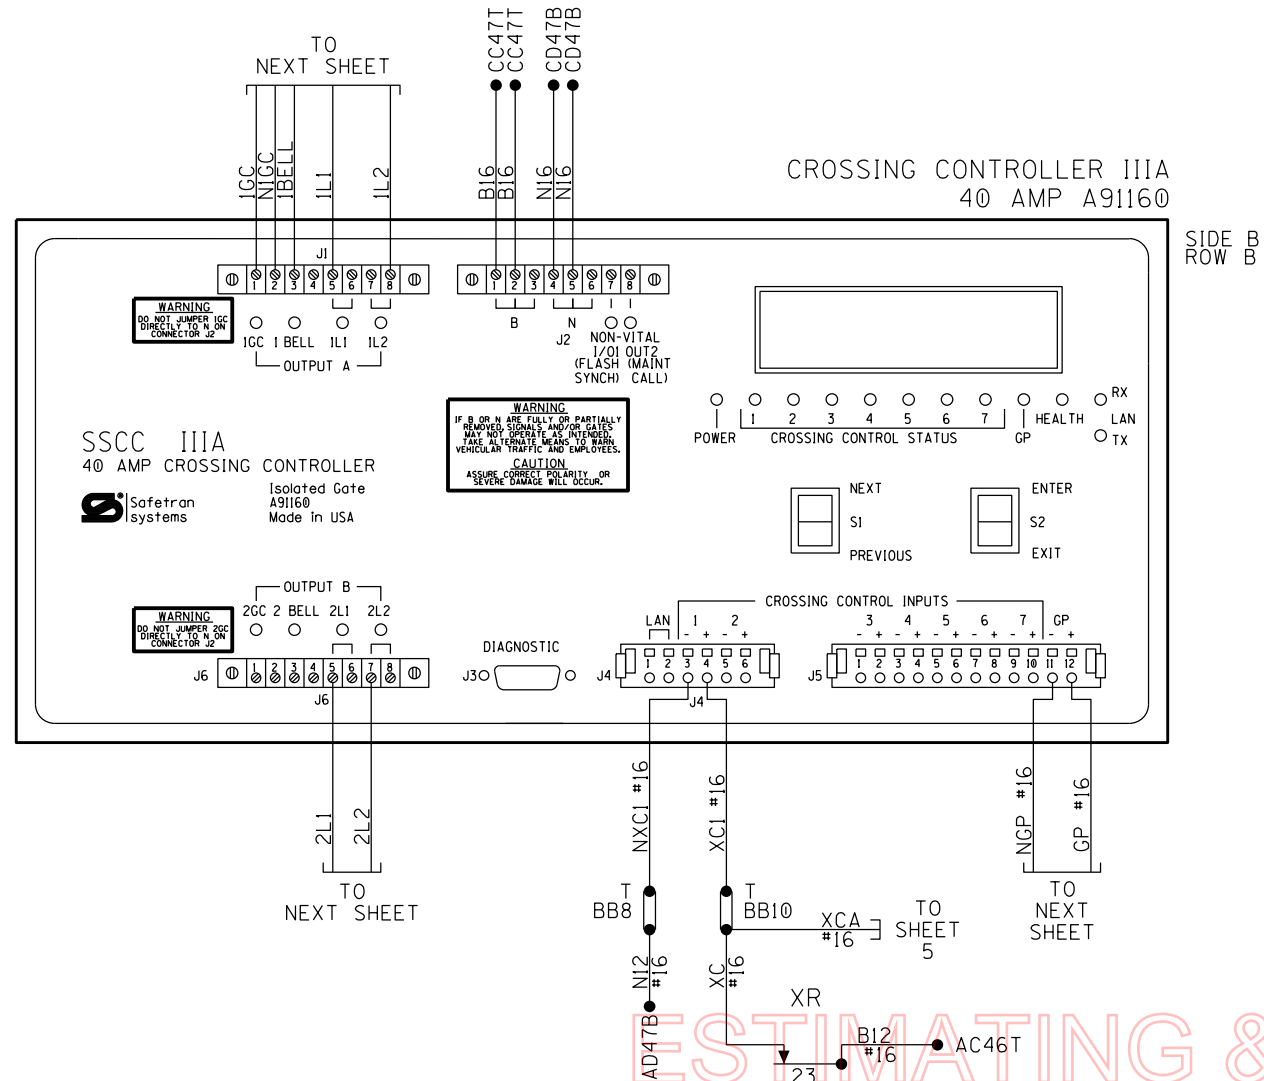 TO
NEXT SHEET
CC47T
CC47T
CD47B
CD47B
1GC
N1GC
1BELL
1L1
1L2
B16
B16
N16
N16
CROSSING CONTROLLER IIIA
40 AMP A91160
SIDE B
ROW B
J1
1 2 3 4 5 6 7 8
1 2 3 4 5 6 7 8
WARNING
DO NOT JUMPER 1GC
DIRECTLY TO N ON
CONNECTOR J2
1GC 1 BELL 1L1 1L2
OUTPUT A
B N
J2
NON-VITAL
I/O1 OUT2
(FLASH (MAINT
SYNCH) CALL)
WARNING
IF B OR N ARE FULLY OR PARTIALLY
REMOVED, SIGNALS AND/OR GATES
MAY NOT OPERATE AS INTENDED.
TAKE ALTERNATE MEANS TO WARN
VEHICULAR TRAFFIC AND EMPLOYEES.
CAUTION
ASSURE CORRECT POLARITY OR
SEVERE DAMAGE WILL OCCUR.
RX
1 2 3 4 5 6 7 HEALTH LAN
POWER CROSSING CONTROL STATUS GP TX
SSCC IIIA
40 AMP CROSSING CONTROLLER
Safetran
systems
Isolated Gate
A91160
Made in USA
NEXT
S1
PREVIOUS
ENTER
S2
EXIT
OUTPUT B
2GC 2 BELL 2L1 2L2
WARNING
DO NOT JUMPER 2GC
DIRECTLY TO N ON
CONNECTOR J2
J6
1 2 3 4 5 6 7 8
J6
DIAGNOSTIC
J3
CROSSING CONTROL INPUTS
LAN 1 2
- + - +
J4
1 2 3 4 5 6
J4
3 4 5 6 7 GP
- + - + - + - + - + - +
J5
1 2 3 4 5 6 7 8 9 10 11 12
2L1
2L2
TO
NEXT SHEET
NXC1 #16
XC1 #16
NGP #16
GP #16
T
BB8
T
BB10
XCA
#16
TO
SHEET
5
TO
NEXT
SHEET
N12
#16
XC
#16
AD47B
XR
23
B12
#16
AC46T
ESTIMATING &